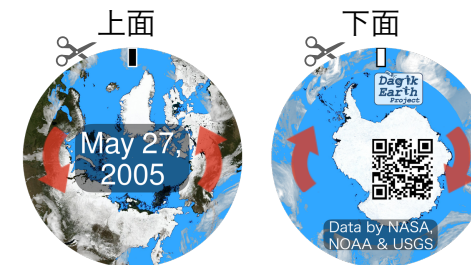 上面
下面
May 27,
2005
Dagik
Earth
Project
Data by NASA,
NOAA & USGS